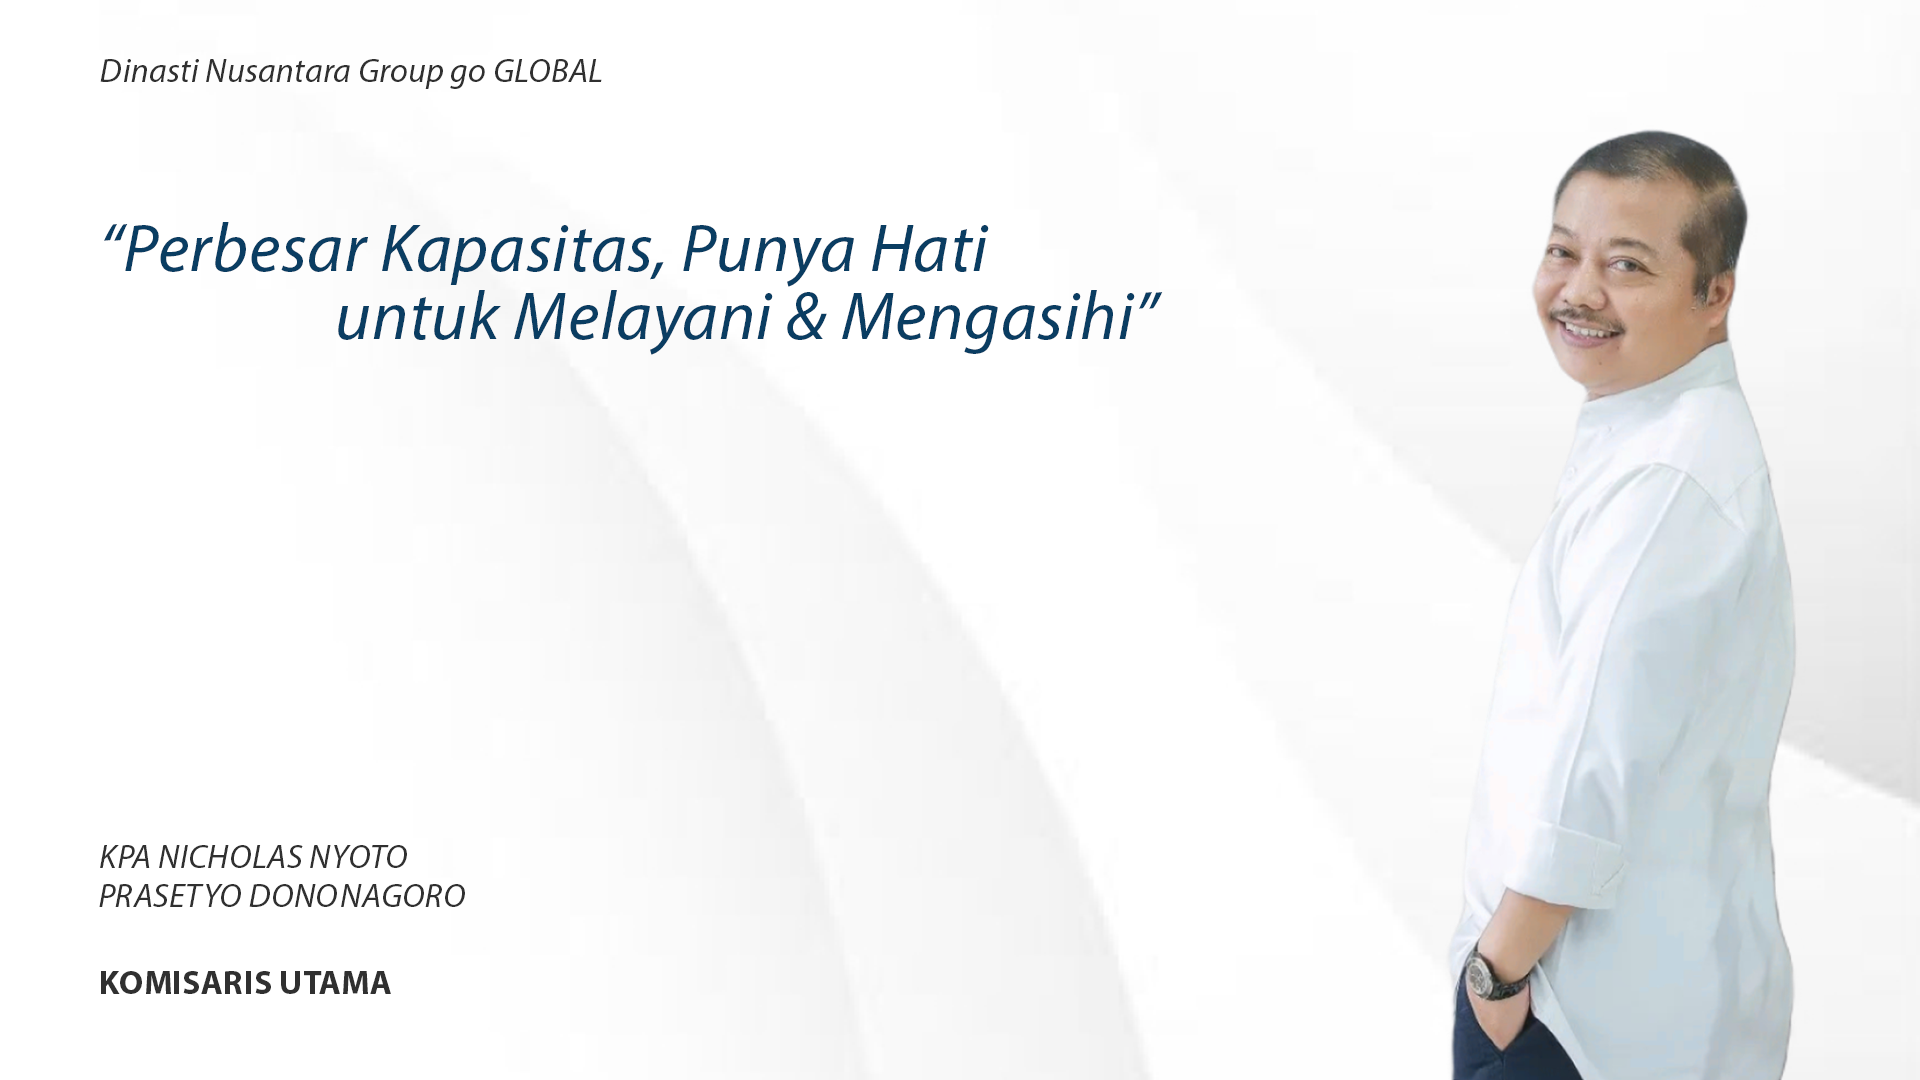 Dinasti Nusantara Group go GLOBAL
“Perbesar Kapasitas, Punya Hati
untuk Melayani & Mengasihi”
KPA NICHOLAS NYOTO
PRASETYO DONONAGORO
KOMISARIS UTAMA